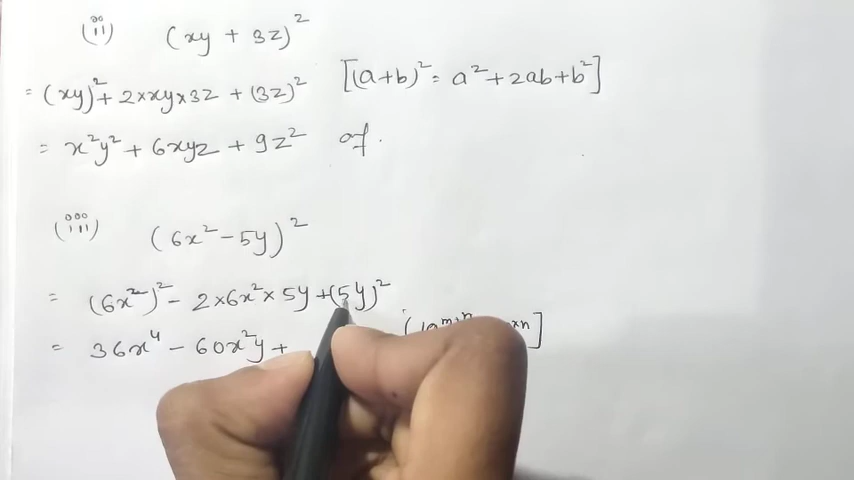 (ii) (xy + 3z)²
= (xy)² + 2×xy×3z + (3z)² [(a+b)² = a² + 2ab + b²]
= x²y² + 6xyz + 9z²
(iii) (6x² - 5y)²
= (6x²)² - 2×6x²×5y + (5y)²
= 36x⁴ - 60x²y +